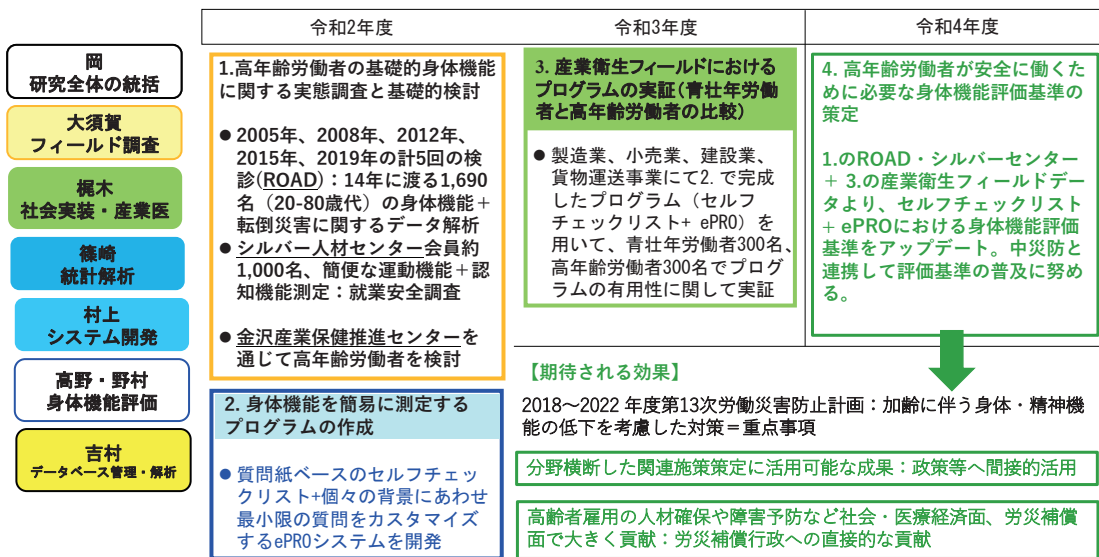 令和2年度
令和3年度
令和4年度
岡
研究全体の統括
大須賀
フィールド調査
梶木
社会実装・産業医
篠崎
統計解析
村上
システム開発
高野・野村
身体機能評価
吉村
データベース管理・解析
1.高年齢労働者の基礎的身体機能
に関する実態調査と基礎的検討
● 2005年、2008年、2012年、
2015年、2019年の計5回の検
診(ROAD)：14年に渡る1,690
名（20-80歳代）の身体機能＋
転倒災害に関するデータ解析
● シルバー人材センター会員約
1,000名、簡便な運動機能＋認
知機能測定：就業安全調査
● 金沢産業保健推進センターを
通じて高年齢労働者を検討
2. 身体機能を簡易に測定する
プログラムの作成
● 質問紙ベースのセルフチェッ
クリスト+個々の背景にあわせ
最小限の質問をカスタマイズ
するePROシステムを開発
3. 産業衛生フィールドにおける
プログラムの実証(青壮年労働
者と高年齢労働者の比較)
● 製造業、小売業、建設業、
貨物運送事業にて2. で完成
したプログラム（セルフ
チェックリスト+ ePRO）を
用いて、青壮年労働者300名、
高年齢労働者300名でプログ
ラムの有用性に関して実証
4. 高年齢労働者が安全に働くた
めに必要な身体機能評価基準の
策定
1.のROAD・シルバーセンター
+ 3.の産業衛生フィールドデー
タより、セルフチェックリスト
+ ePROにおける身体機能評価
基準をアップデート。中災防と
連携して評価基準の普及に努め
る。
【期待される効果】
2018～2022 年度第13次労働災害防止計画：加齢に伴う身体・精神機
能の低下を考慮した対策＝重点事項
分野横断した関連施策策定に活用可能な成果：政策等へ間接的活用
高齢者雇用の人材確保や障害予防など社会・医療経済面、労災補償
面で大きく貢献：労災補償行政への直接的な貢献